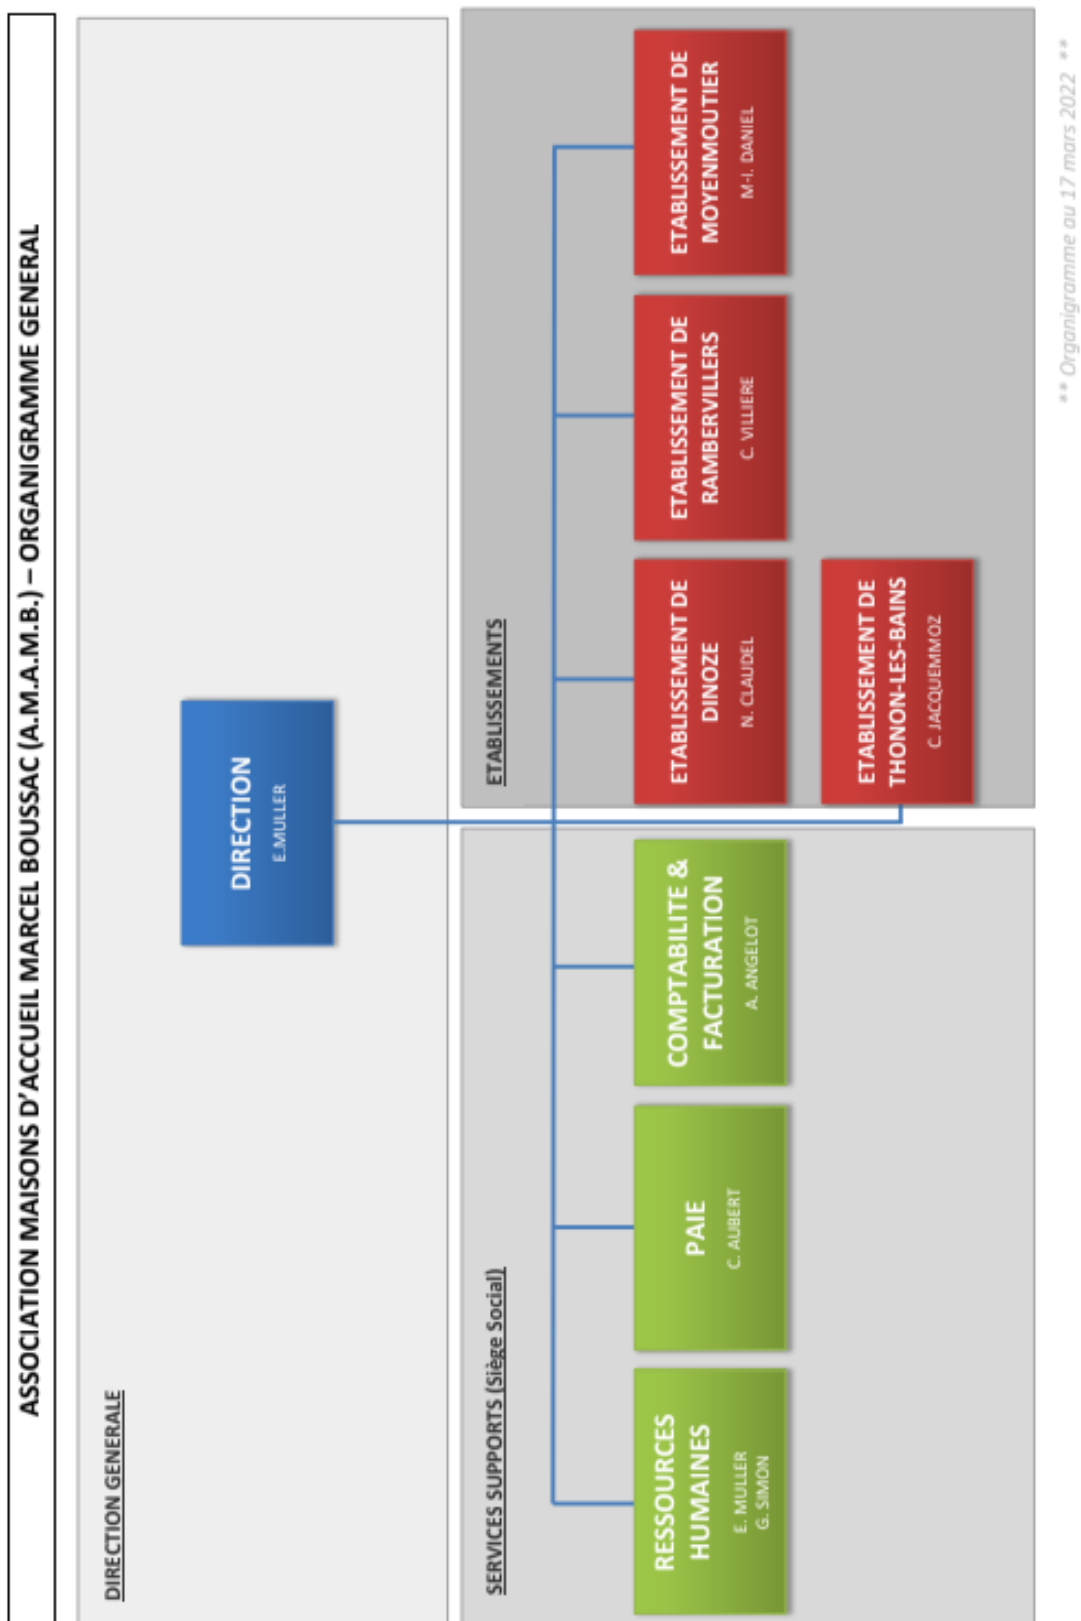 ASSOCIATION MAISONS D'ACCUEIL MARCEL BOUSSAC (A.M.A.M.B.) – ORGANIGRAMME GENERAL
DIRECTION GENERALE
DIRECTION
E.MULLER
SERVICES SUPPORTS (Siège Social)
RESSOURCES
HUMAINES
E. MULLER
G. SIMON
PAIE
C. AUBERT
COMPTABILITE &
FACTURATION
A. ANGELOT
ETABLISSEMENTS
ETABLISSEMENT DE
DINOZE
N. CLAUDEL
ETABLISSEMENT DE
RAMBERVILLERS
C. VILLIERE
ETABLISSEMENT DE
MOYENMOUTIER
M-I. DANIEL
ETABLISSEMENT DE
THONON-LES-BAINS
C. JACQUEMMOZ
** Organigramme au 17 mars 2022 **